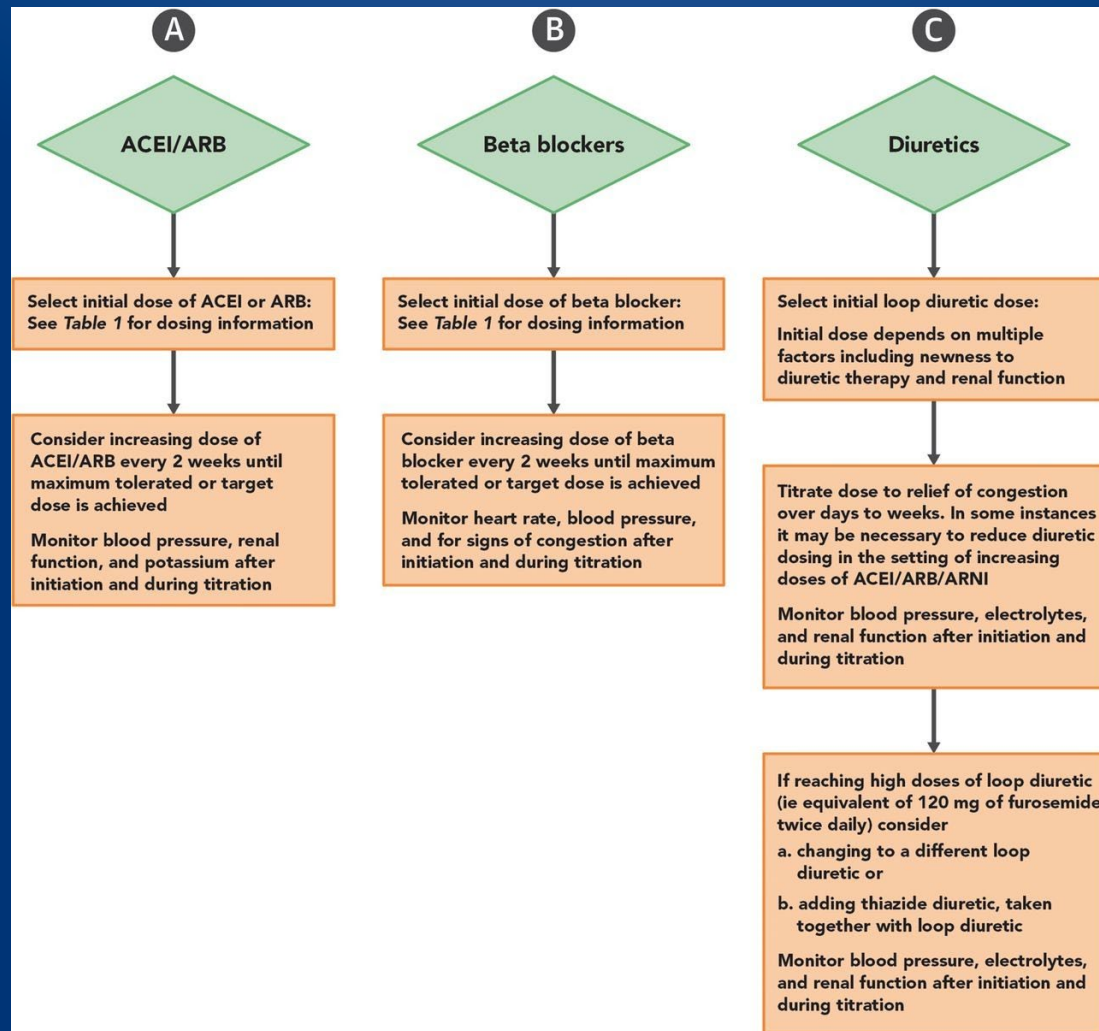 A
ACEI/ARB
Select initial dose of ACEI or ARB:
See Table 1 for dosing information
Consider increasing dose of
ACEI/ARB every 2 weeks until
maximum tolerated or target
dose is achieved
Monitor blood pressure, renal
function, and potassium after
initiation and during titration
B
Beta blockers
Select initial dose of beta blocker:
See Table 1 for dosing information
Consider increasing dose of beta
blocker every 2 weeks until maximum
tolerated or target dose is achieved
Monitor heart rate, blood pressure,
and for signs of congestion after
initiation and during titration
C
Diuretics
Select initial loop diuretic dose:
Initial dose depends on multiple
factors including newness to
diuretic therapy and renal function
Titrate dose to relief of congestion
over days to weeks. In some instances
it may be necessary to reduce diuretic
dosing in the setting of increasing
doses of ACEI/ARB/ARNI
Monitor blood pressure, electrolytes,
and renal function after initiation and
during titration
If reaching high doses of loop diuretic
(ie equivalent of 120 mg of furosemide
twice daily) consider
a. changing to a different loop
diuretic or
b. adding thiazide diuretic, taken
together with loop diuretic
Monitor blood pressure, electrolytes,
and renal function after initiation and
during titration